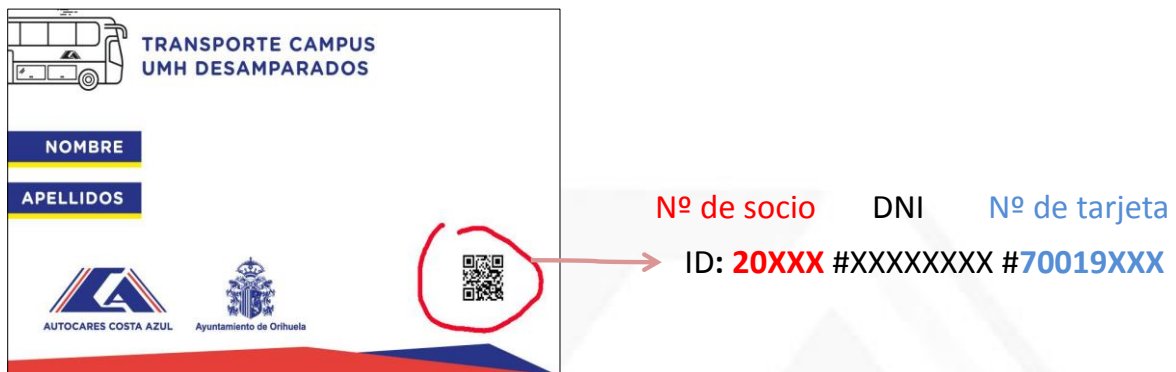 TRANSPORTE CAMPUS
UMH DESAMPARADOS
NOMBRE
APELLIDOS
AUTOCARES COSTA AZUL
Ayuntamiento de Orihuela
Nº de socio DNI Nº de tarjeta
ID: 20XXX #XXXXXXXX #70019XXX